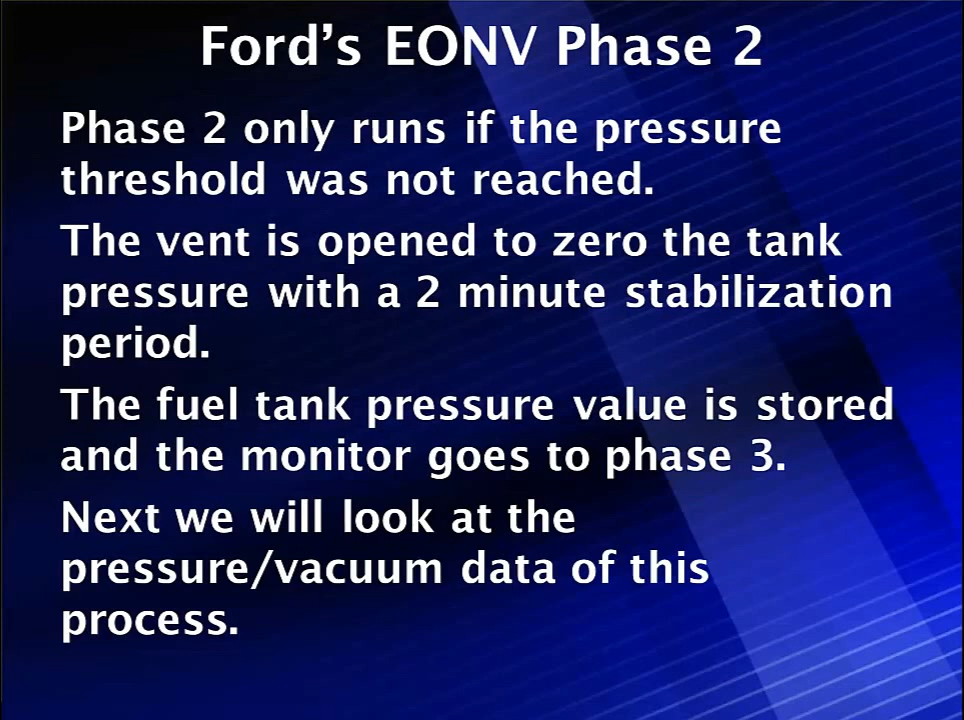 Ford’s EONV Phase 2
Phase 2 only runs if the pressure
threshold was not reached.
The vent is opened to zero the tank
pressure with a 2 minute stabilization
period.
The fuel tank pressure value is stored
and the monitor goes to phase 3.
Next we will look at the
pressure/vacuum data of this
process.